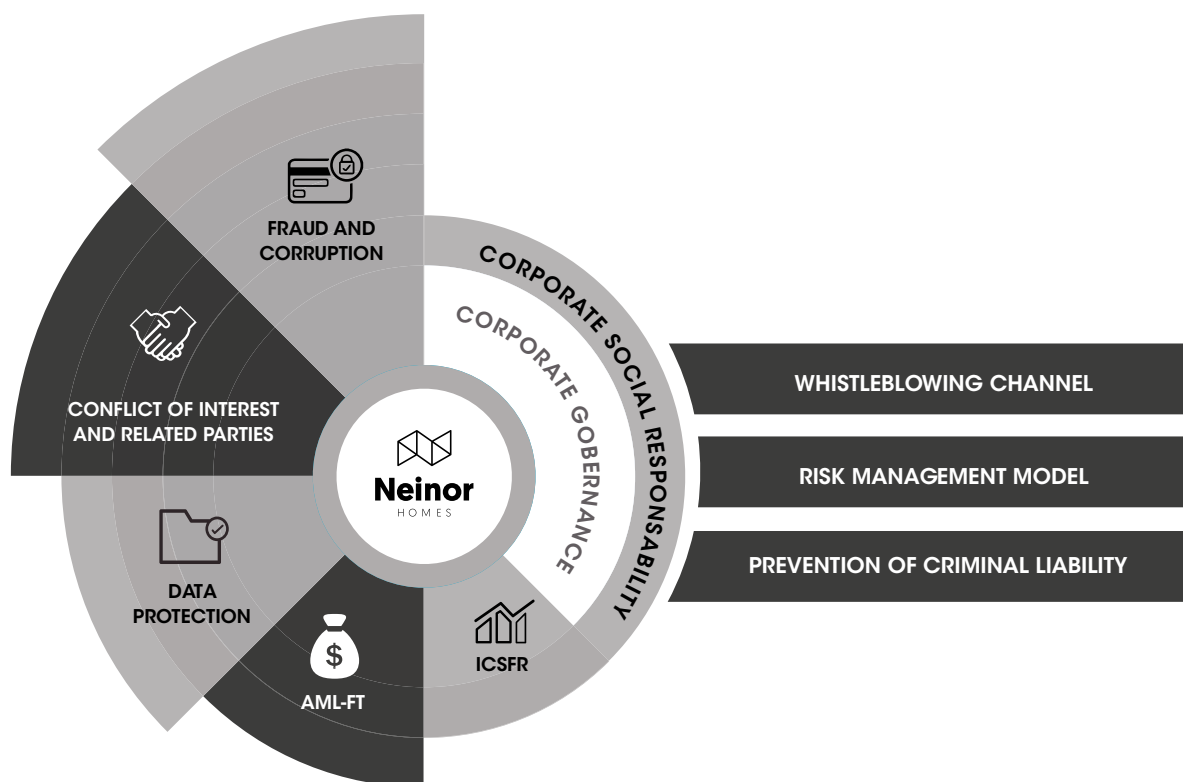 FRAUD AND
CORRUPTION
CONFLICT OF INTEREST
AND RELATED PARTIES
DATA
PROTECTION
$
AML-FT
ICSFR
Neinor
HOMES
CORPORATE GOBERNANCE
CORPORATE SOCIAL RESPONSABILITY
WHISTLEBLOWING CHANNEL
RISK MANAGEMENT MODEL
PREVENTION OF CRIMINAL LIABILITY